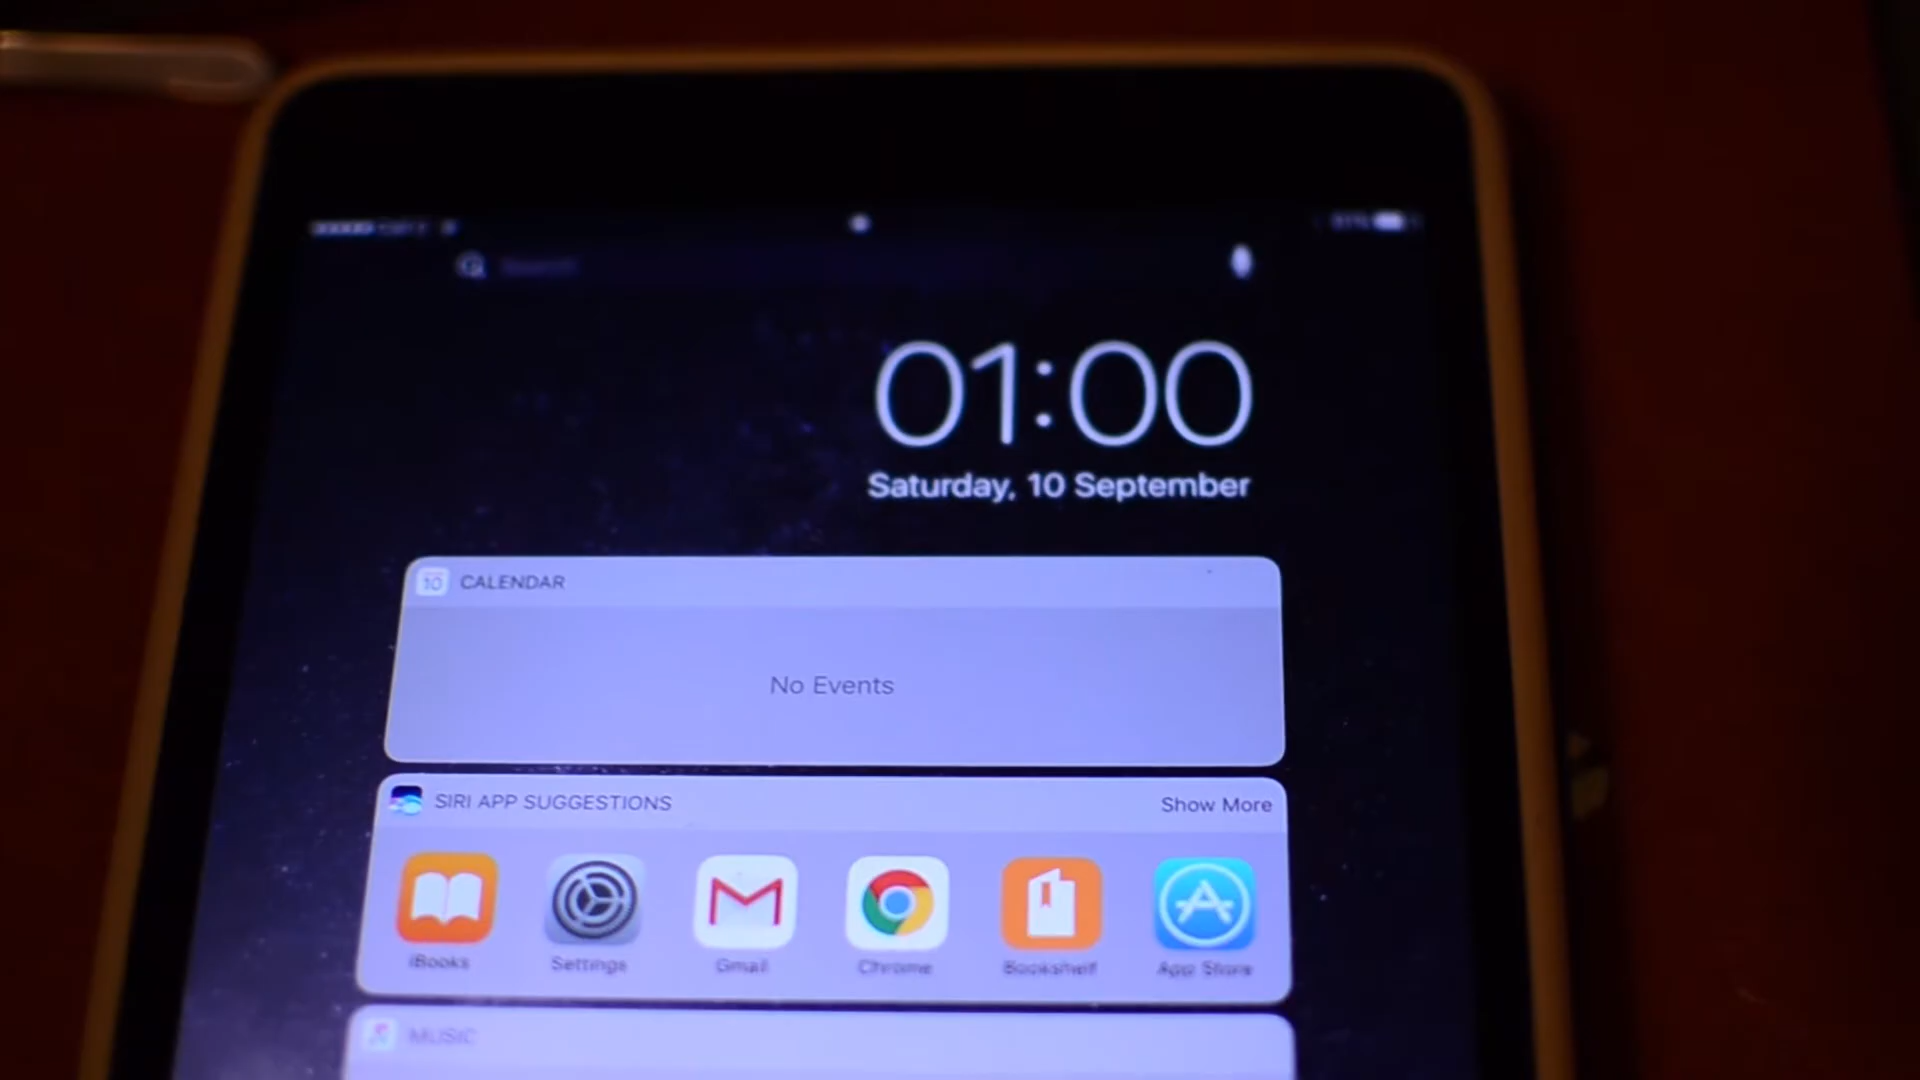 Search
01:00
Saturday, 10 September
10 CALENDAR
No Events
SIRI APP SUGGESTIONS Show More
iBooks Settings Gmail Chrome Bookshelf App Store
MUSIC